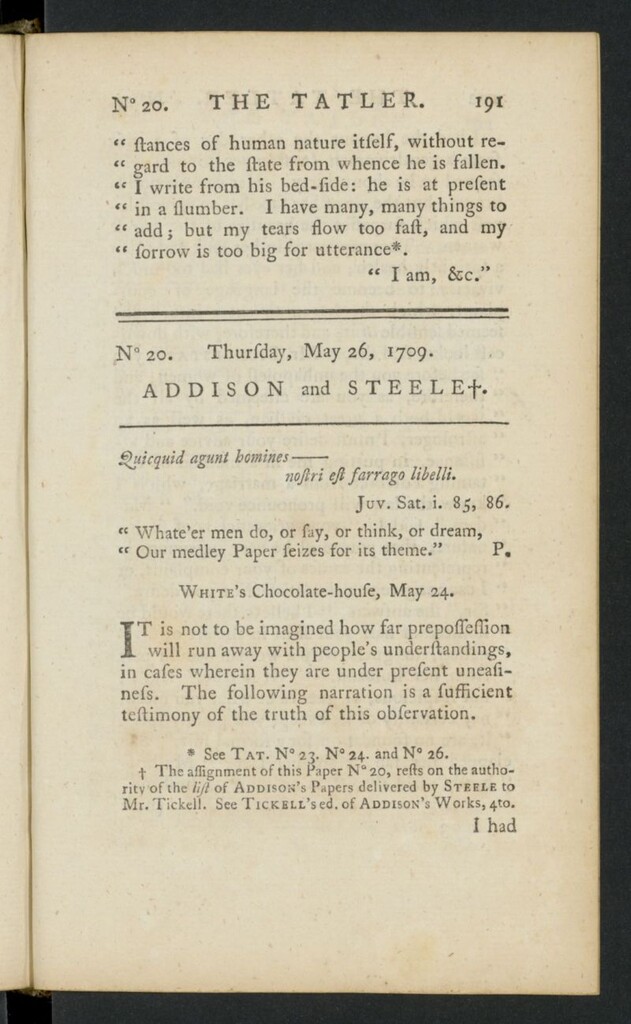 Nº 20. THE TATLER. 191
“ ſtances of human nature itſelf, without re-
“ gard to the ſtate from whence he is fallen.
“ I write from his bed-ſide: he is at preſent
“ in a ſlumber. I have many, many things to
“ add; but my tears flow too faſt, and my
“ ſorrow is too big for utterance*.
“ I am, &c.”
Nº 20. Thurſday, May 26, 1709.
ADDISON and STEELE†.
Quicquid agunt homines——
noſtri eſt farrago libelli.
Juv. Sat. i. 85, 86.
“ Whate'er men do, or ſay, or think, or dream,
“ Our medley Paper ſeizes for its theme.” P.
WHITE's Chocolate-houſe, May 24.
IT is not to be imagined how far prepoſſeſſion
will run away with people's underſtandings,
in caſes wherein they are under preſent uneaſi-
neſs. The following narration is a ſufficient
teſtimony of the truth of this obſervation.
* See TAT. Nº 23. Nº 24. and Nº 26.
† The aſſignment of this Paper Nº 20, reſts on the autho-
rity of the liſt of ADDISON's Papers delivered by STEELE to
Mr. Tickell. See TICKELL's ed. of ADDISON's Works, 4to.
I had